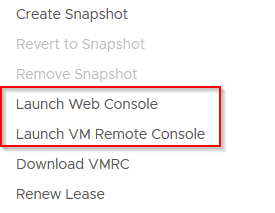 Create Snapshot
Revert to Snapshot
Remove Snapshot
Launch Web Console
Launch VM Remote Console
Download VMRC
Renew Lease